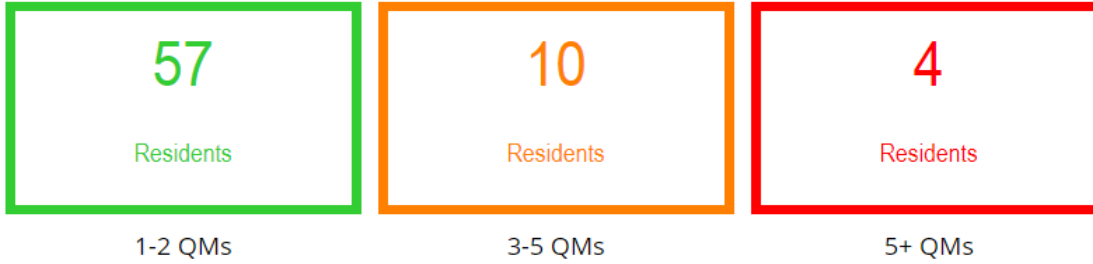 57
Residents
1-2 QMs
10
Residents
3-5 QMs
4
Residents
5+ QMs